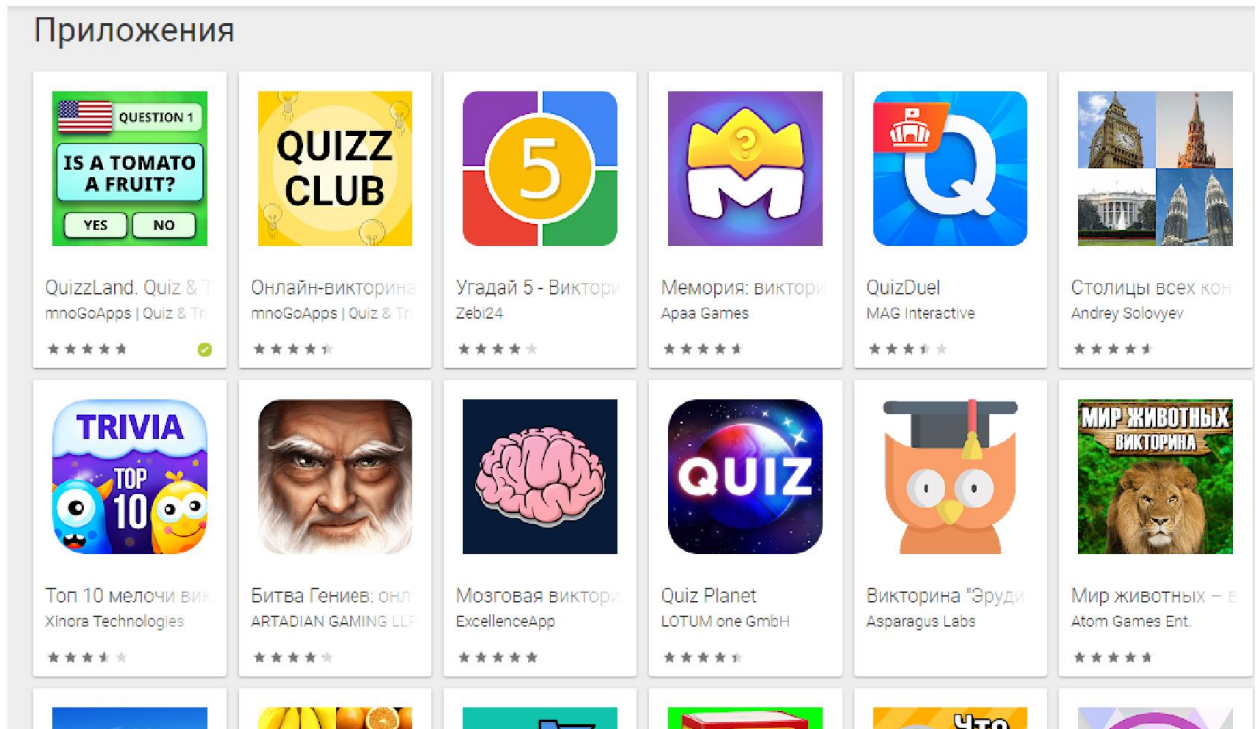 Приложения
QUESTION 1
IS A TOMATO
A FRUIT?
YES NO
QUIZZ
CLUB
5
?
M
Q
QuizzLand. Quiz &
Онлайн-викторина
Угадай 5 - Виктори
Мемория: виктори
QuizDuel
Столицы всех кон
mnoGoApps | Quiz & Tr
mnoGoApps | Quiz & Tri
Zebi24
Apaa Games
MAG Interactive
Andrey Solovyev
TRIVIA
TOP
10
QUIZ
МИР ЖИВОТНЫХ
ВИКТОРИНА
Топ 10 мелочи вик
Битва Гениев: онл
Мозговая виктори
Quiz Planet
Викторина "Эруди
Мир животных – в
Xinora Technologies
ARTADIAN GAMING LLP
ExcellenceApp
LOTUM one GmbH
Asparagus Labs
Atom Games Ent.
Что